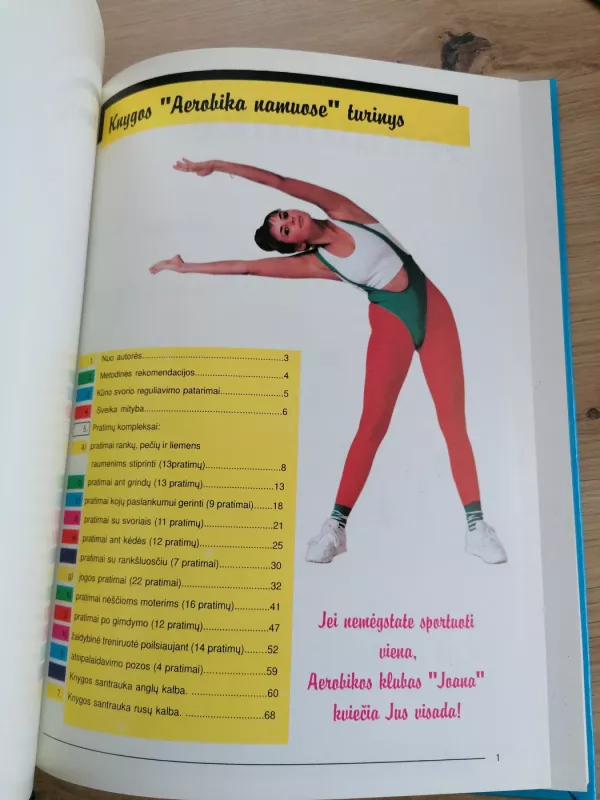 Knygos "Aerobika namuose" turinys
1. Nuo autorės..................................................3
Metodinės rekomendacijos...............................4
Kūno svorio reguliavimo patarimai....................5
4. Sveika mityba................................................6
5. Pratimų kompleksai:
a) pratimai rankų, pečių ir liemens
raumenims stiprinti (13pratimų).........................8
pratimai ant grindų (13 pratimų)..........................13
pratimai kojų paslankumui gerinti (9 pratimai).......18
pratimai su svoriais (11 pratimų)..........................21
pratimai ant kėdės (12 pratimų)...........................25
pratimai su rankšluosčiu (7 pratimai)....................30
g) jogos pratimai (22 pratimai)..............................32
pratimai nėščioms moterims (16 pratimų)..............41
pratimai po gimdymo (12 pratimų)........................47
žaidybinė treniruotė poilsiaujant (14 pratimų)........52
atsipalaidavimo pozos (4 pratimai).......................59
Knygos santrauka anglų kalba. ...........................60
7. Knygos santrauka rusų kalba. .........................68
Jei nemėgstate sportuoti
viena,
Aerobikos klubas "Joana"
kviečia Jus visada!
1